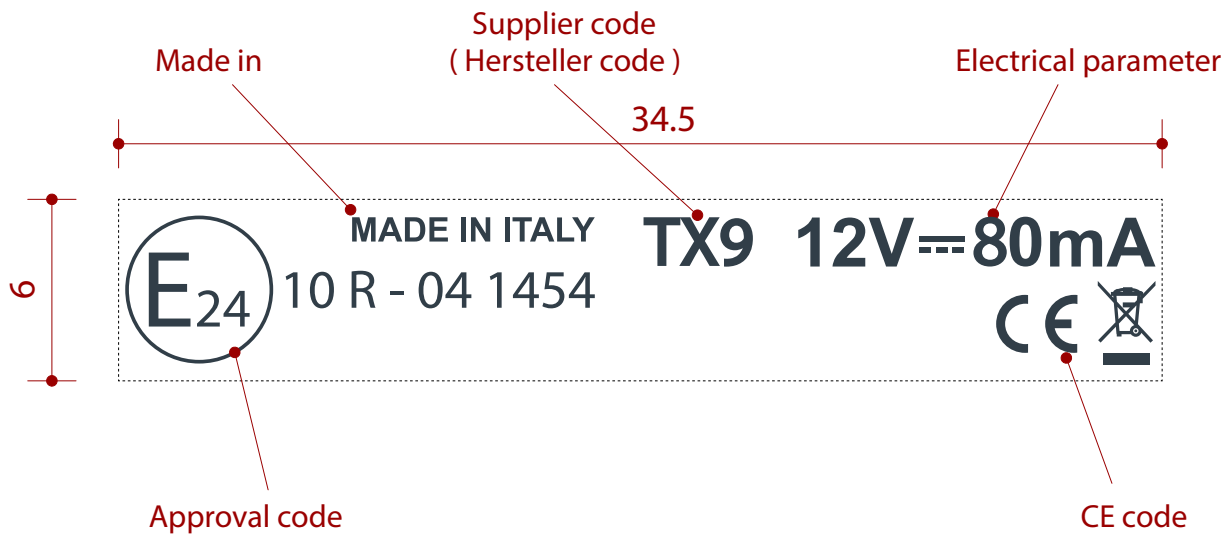 Supplier code
( Hersteller code )
Made in
Electrical parameter
34.5
6
MADE IN ITALY
TX9
12V⎓80mA
E24
10 R - 04 1454
CE
Approval code
CE code